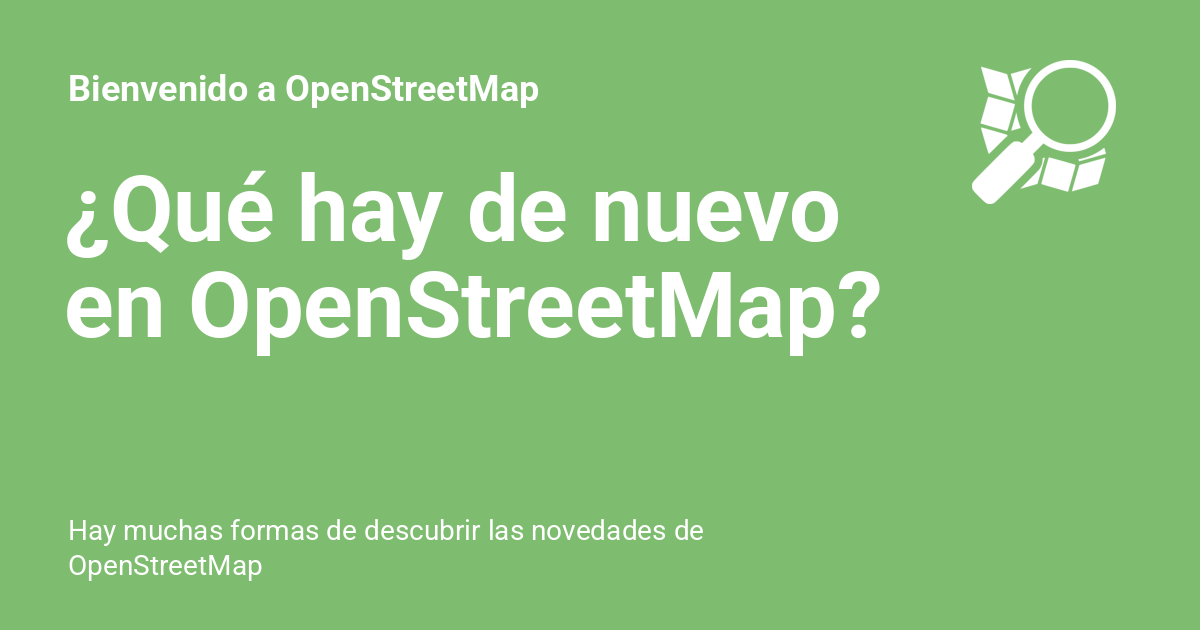 Bienvenido a OpenStreetMap
¿Qué hay de nuevo
en OpenStreetMap?
Hay muchas formas de descubrir las novedades de
OpenStreetMap